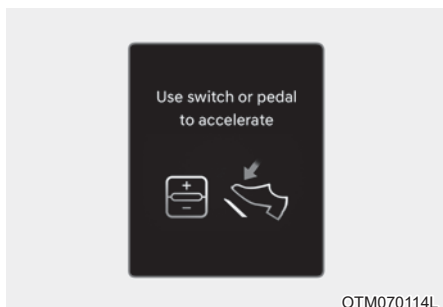 Use switch or pedal
to accelerate
+
−
OTM070114L